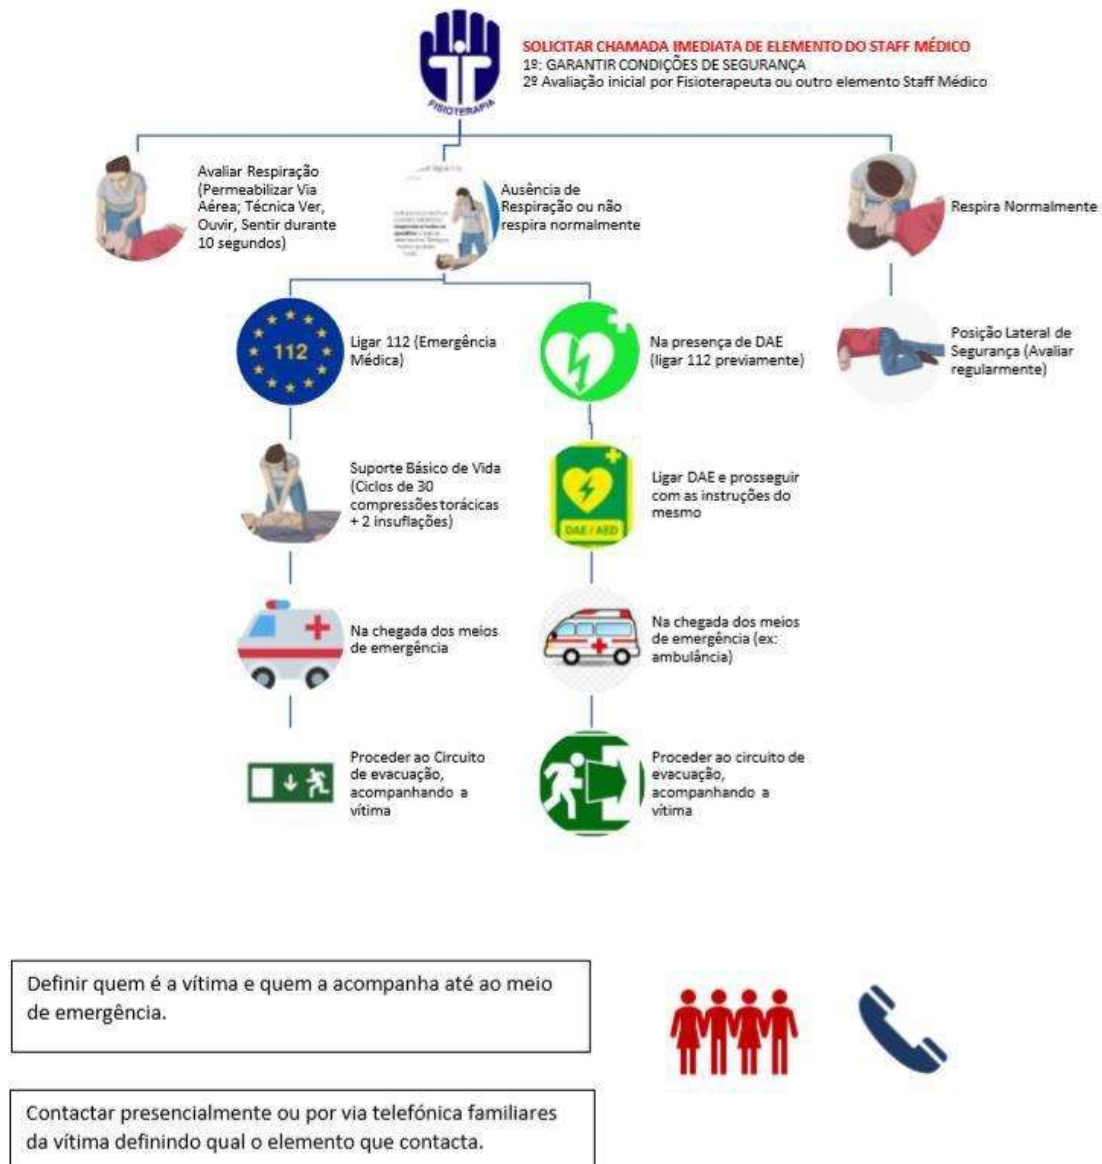 SOLICITAR CHAMADA IMEDIATA DE ELEMENTO DO STAFF MÉDICO
1º: GARANTIR CONDIÇÕES DE SEGURANÇA
2º Avaliação inicial por Fisioterapeuta ou outro elemento Staff Médico
FISIOTERAPIA
Avaliar Respiração
(Permeabilizar Via
Aérea; Técnica Ver,
Ouvir, Sentir durante
10 segundos)
Ausência de
Respiração ou não
respira normalmente
Respira Normalmente
112
Ligar 112 (Emergência
Médica)
Na presença de DAE
(ligar 112 previamente)
Posição Lateral de
Segurança (Avaliar
regularmente)
Suporte Básico de Vida
(Ciclos de 30
compressões torácicas
+ 2 insuflações)
DAE / AED
Ligar DAE e prosseguir
com as instruções do
mesmo
Na chegada dos meios
de emergência
Na chegada dos meios
de emergência (ex:
ambulância)
Proceder ao Circuito
de evacuação,
acompanhando a
vítima
Proceder ao circuito de
evacuação,
acompanhando a
vítima
Definir quem é a vítima e quem a acompanha até ao meio
de emergência.
Contactar presencialmente ou por via telefónica familiares
da vítima definindo qual o elemento que contacta.